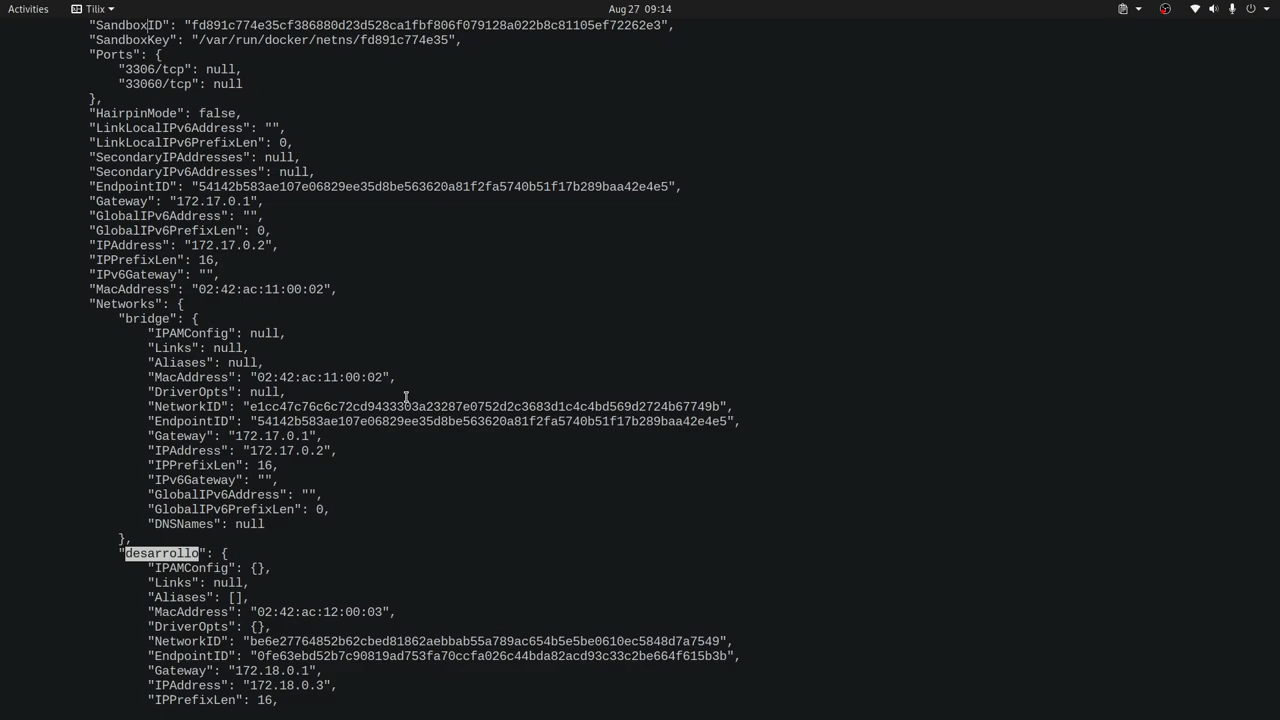 Activities
Tilix
Aug 27 09:14
"SandboxID": "fd891c774e35cf386880d23d528ca1fbf806f079128a022b8c81105ef72262e3",
"SandboxKey": "/var/run/docker/netns/fd891c774e35",
"Ports": {
"3306/tcp": null,
"33060/tcp": null
},
"HairpinMode": false,
"LinkLocalIPv6Address": "",
"LinkLocalIPv6PrefixLen": 0,
"SecondaryIPAddresses": null,
"SecondaryIPv6Addresses": null,
"EndpointID": "54142b583ae107e06829ee35d8be563620a81f2fa5740b51f17b289baa42e4e5",
"Gateway": "172.17.0.1",
"GlobalIPv6Address": "",
"GlobalIPv6PrefixLen": 0,
"IPAddress": "172.17.0.2",
"IPPrefixLen": 16,
"IPv6Gateway": "",
"MacAddress": "02:42:ac:11:00:02",
"Networks": {
"bridge": {
"IPAMConfig": null,
"Links": null,
"Aliases": null,
"MacAddress": "02:42:ac:11:00:02",
"DriverOpts": null,
"NetworkID": "e1cc47c76c6c72cd9433303a23287e0752d2c3683d1c4c4bd569d2724b67749b",
"EndpointID": "54142b583ae107e06829ee35d8be563620a81f2fa5740b51f17b289baa42e4e5",
"Gateway": "172.17.0.1",
"IPAddress": "172.17.0.2",
"IPPrefixLen": 16,
"IPv6Gateway": "",
"GlobalIPv6Address": "",
"GlobalIPv6PrefixLen": 0,
"DNSNames": null
},
"desarrollo": {
"IPAMConfig": {},
"Links": null,
"Aliases": [],
"MacAddress": "02:42:ac:12:00:03",
"DriverOpts": {},
"NetworkID": "be6e27764852b62cbed81862aebbab55a789ac654b5e5be0610ec5848d7a7549",
"EndpointID": "0fe63ebd52b7c90819ad753fa70ccfa026c44bda82acd93c33c2be664f615b3b",
"Gateway": "172.18.0.1",
"IPAddress": "172.18.0.3",
"IPPrefixLen": 16,